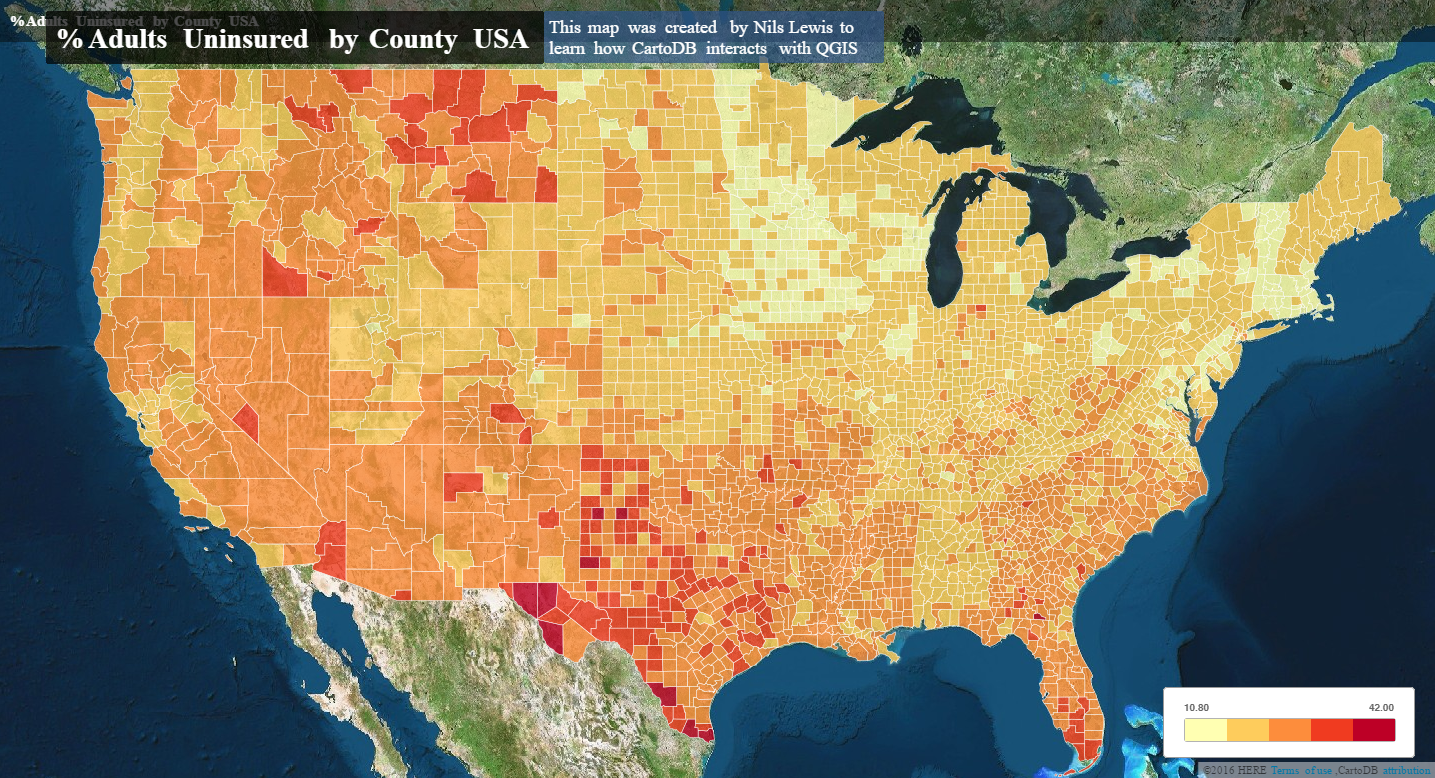 %Adults Uninsured by County USA
% Adults Uninsured by County USA
This map was created by Nils Lewis to
learn how CartoDB interacts with QGIS
10.80 42.00
©2016 HERE Terms of use ,CartoDB attribution